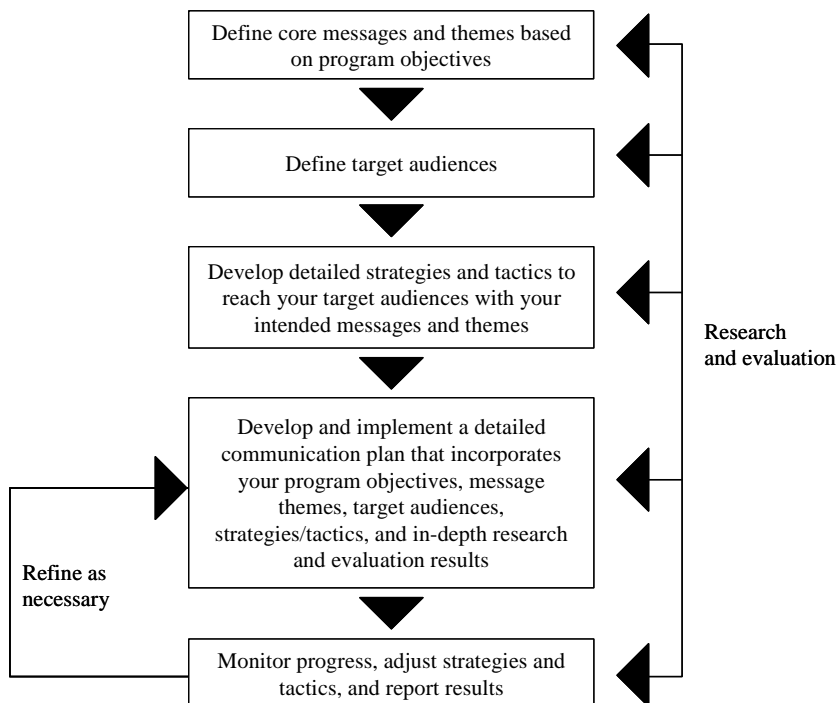 Define core messages and themes based
on program objectives
Define target audiences
Develop detailed strategies and tactics to
reach your target audiences with your
intended messages and themes
Research
and evaluation
Develop and implement a detailed
communication plan that incorporates
your program objectives, message
themes, target audiences,
strategies/tactics, and in-depth research
and evaluation results
Refine as
necessary
Monitor progress, adjust strategies and
tactics, and report results